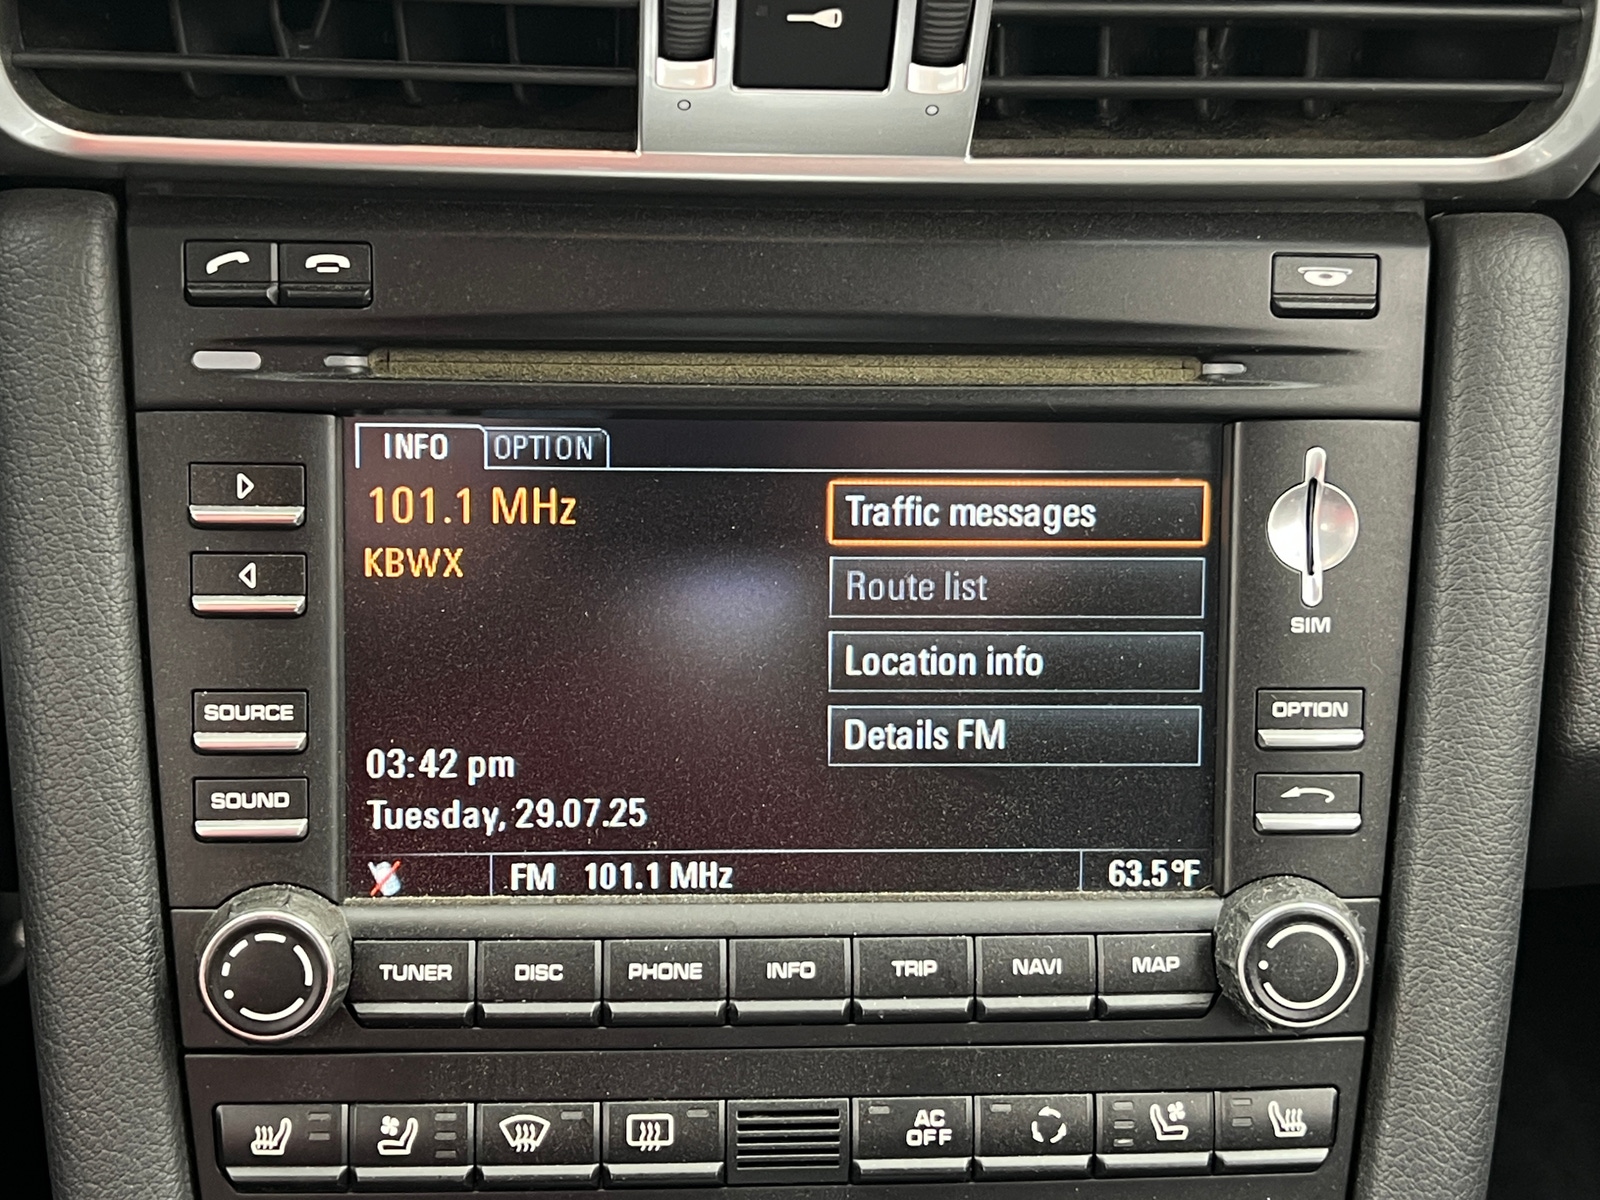 INFO OPTION
101.1 MHz
KBWX
Traffic messages
Route list
Location info
Details FM
03:42 pm
Tuesday, 29.07.25
FM 101.1 MHz 63.5°F
SIM
SOURCE
OPTION
SOUND
TUNER DISC PHONE INFO TRIP NAVI MAP
AC
OFF